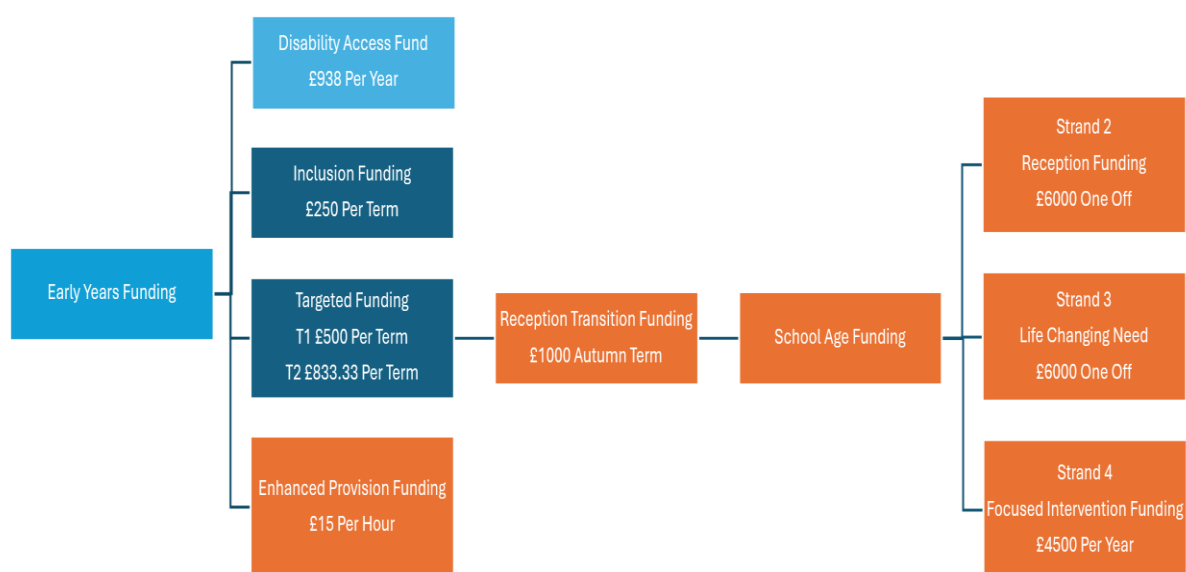 Early Years Funding
Disability Access Fund
£938 Per Year
Inclusion Funding
£250 Per Term
Targeted Funding
T1 £500 Per Term
T2 £833.33 Per Term
Enhanced Provision Funding
£15 Per Hour
Reception Transition Funding
£1000 Autumn Term
School Age Funding
Strand 2
Reception Funding
£6000 One Off
Strand 3
Life Changing Need
£6000 One Off
Strand 4
Focused Intervention Funding
£4500 Per Year